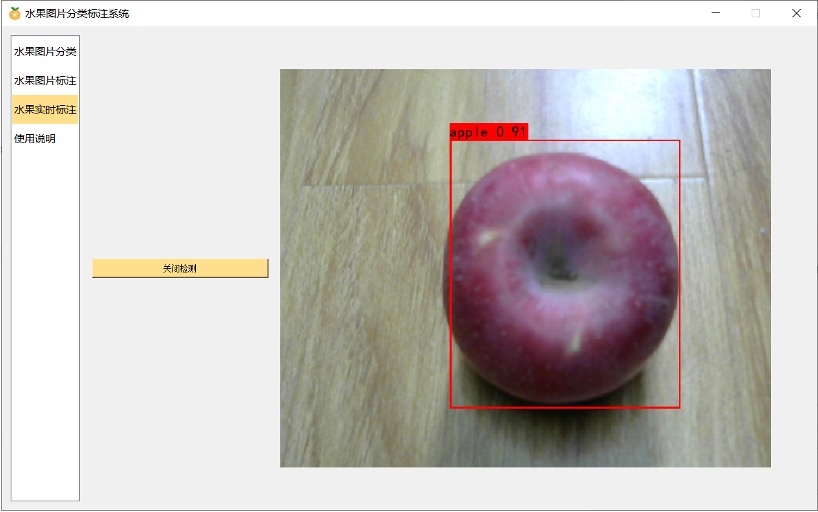 水果图片分类标注系统
水果图片分类
水果图片标注
水果实时标注
使用说明
关闭检测
apple 0.91